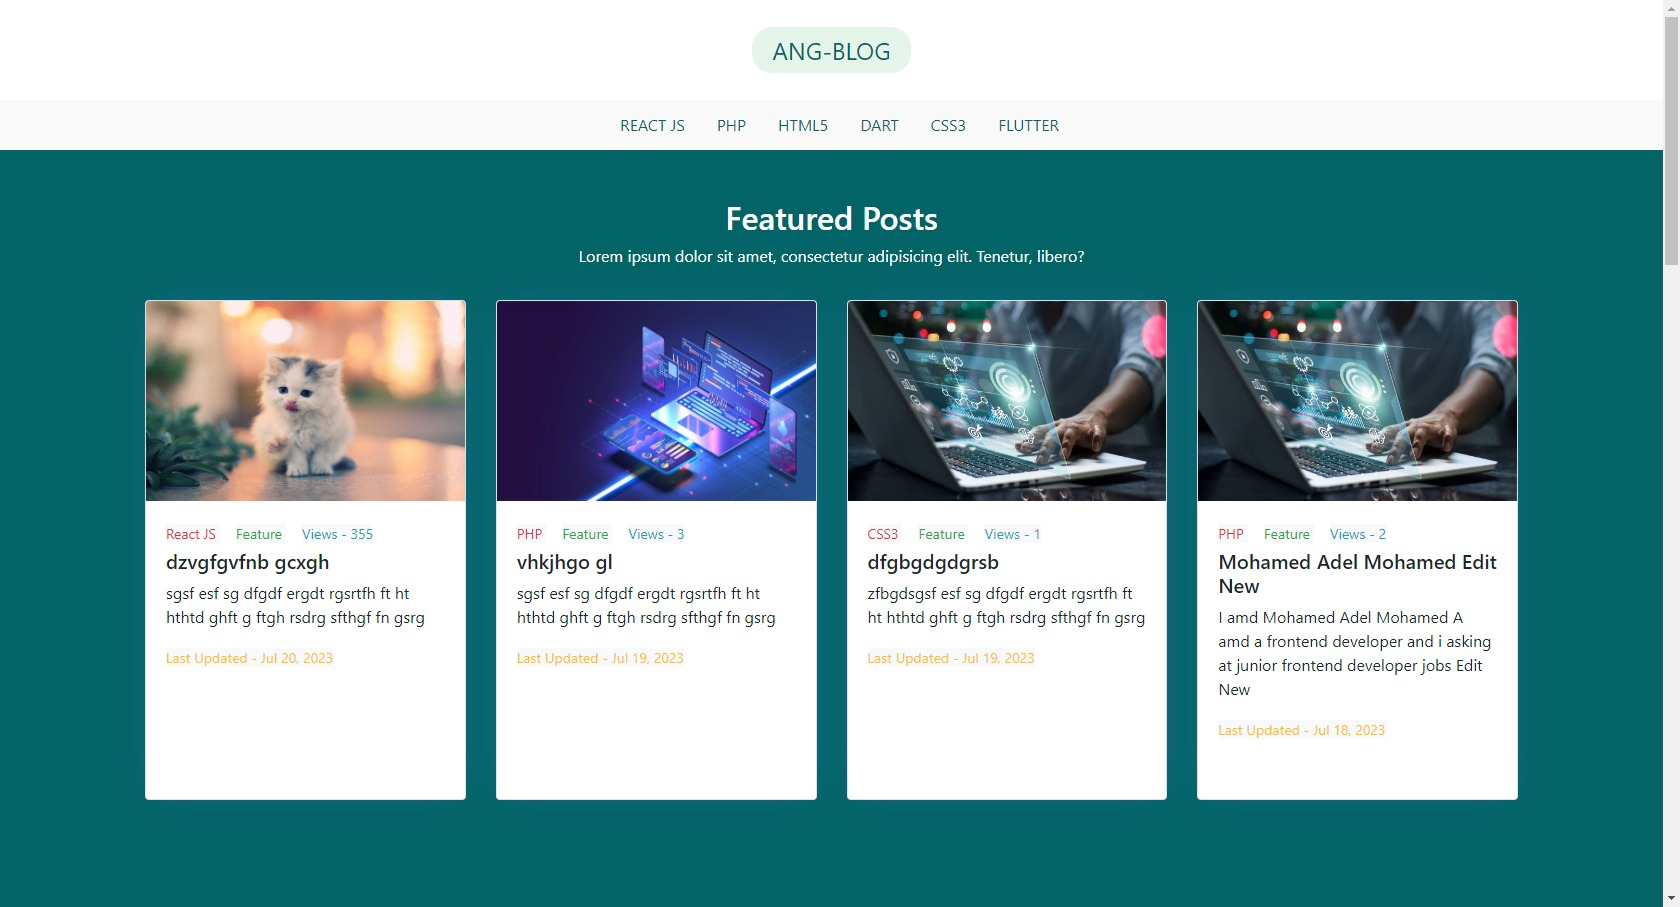 ANG-BLOG
REACT JS PHP HTML5 DART CSS3 FLUTTER
Featured Posts
Lorem ipsum dolor sit amet, consectetur adipisicing elit. Tenetur, libero?
React JS Feature Views - 355
dzvgfgvfnb gcxgh
sgsf esf sg dfgdf ergdt rgsrtfh ft ht
hthtd ghft g ftgh rsdrg sfthgf fn gsrg
Last Updated - Jul 20, 2023
PHP Feature Views - 3
vhkjhgo gl
sgsf esf sg dfgdf ergdt rgsrtfh ft ht
hthtd ghft g ftgh rsdrg sfthgf fn gsrg
Last Updated - Jul 19, 2023
CSS3 Feature Views - 1
dfgbgdgdgrsb
zfbgdsgsf esf sg dfgdf ergdt rgsrtfh ft
ht hthtd ghft g ftgh rsdrg sfthgf fn gsrg
Last Updated - Jul 19, 2023
PHP Feature Views - 2
Mohamed Adel Mohamed Edit
New
I amd Mohamed Adel Mohamed A
amd a frontend developer and i asking
at junior frontend developer jobs Edit
New
Last Updated - Jul 18, 2023